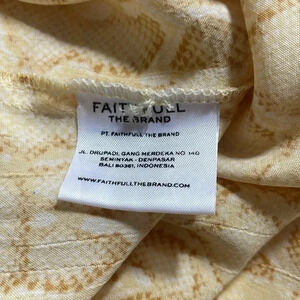 FAITHFULL
THE BRAND
PT. FAITHFULL THE BRAND
JL. DRUPADI, GANG MERDEKA NO 14D
SEMINYAK - DENPASAR
BALI 80361, INDONESIA
WWW.FAITHFULLTHEBRAND.COM